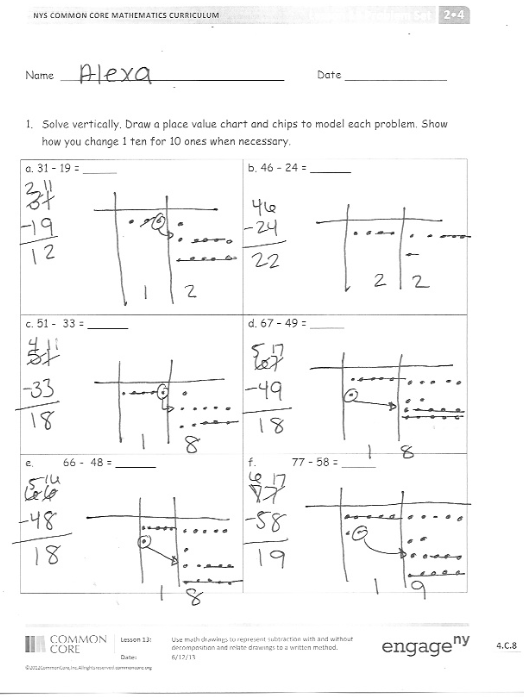 NYS COMMON CORE MATHEMATICS CURRICULUM 2•4
Name Alexa Date
1. Solve vertically. Draw a place value chart and chips to model each problem. Show
how you change 1 ten for 10 ones when necessary.
a. 31 - 19 =
b. 46 - 24 =
2 11
31
-19
12
1 2
46
-24
22
2 2
c. 51 - 33 =
d. 67 - 49 =
4 11
51
-33
18
1 8
5 17
67
-49
18
1 8
e. 66 - 48 =
f. 77 - 58 =
5 16
66
-48
18
1 8
6 17
77
-58
19
1 9
COMMON
CORE
Lesson 13:
Date:
Use math drawings to represent subtraction with and without
decomposition and relate drawings to a written method.
6/12/13
engageny
4.C.8